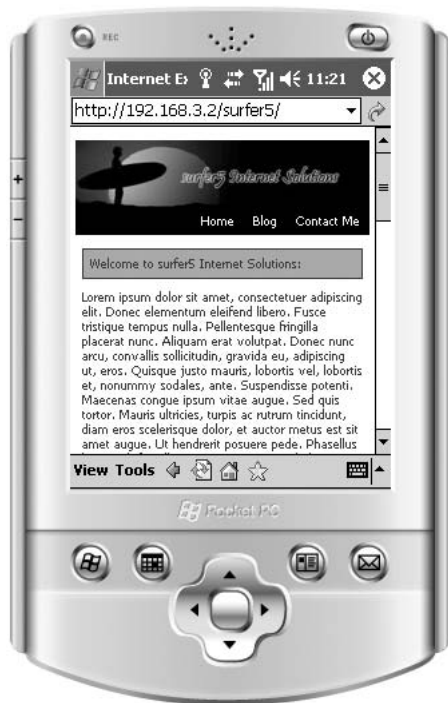 REC
Internet Ex 11:21
http://192.168.3.2/surfer5/
surfer5 Internet Solutions
Home Blog Contact Me
Welcome to surfer5 Internet Solutions:
Lorem ipsum dolor sit amet, consectetuer adipiscing
elit. Donec elementum eleifend libero. Fusce
tristique tempus nulla. Pellentesque fringilla
placerat nunc. Aliquam erat volutpat. Donec nunc
arcu, convallis sollicitudin, gravida eu, adipiscing
ut, eros. Quisque justo mauris, lobortis vel, lobortis
et, nonummy sodales, ante. Suspendisse potenti.
Maecenas congue ipsum vitae augue. Sed quis
tortor. Mauris ultricies, turpis ac rutrum tincidunt,
diam eros scelerisque dolor, et auctor metus est sit
amet augue. Ut hendrerit posuere pede. Phasellus
View Tools
Pocket PC
+
−